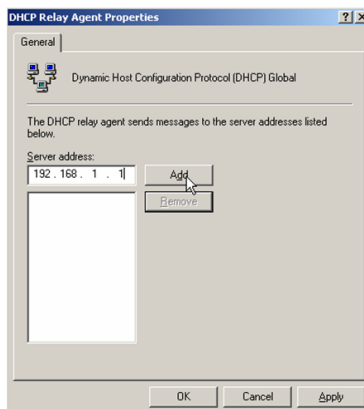 DHCP Relay Agent Properties
General
Dynamic Host Configuration Protocol (DHCP) Global
The DHCP relay agent sends messages to the server addresses listed
below.
Server address:
192 . 168 . 1 . 1
Add
Remove
OK
Cancel
Apply